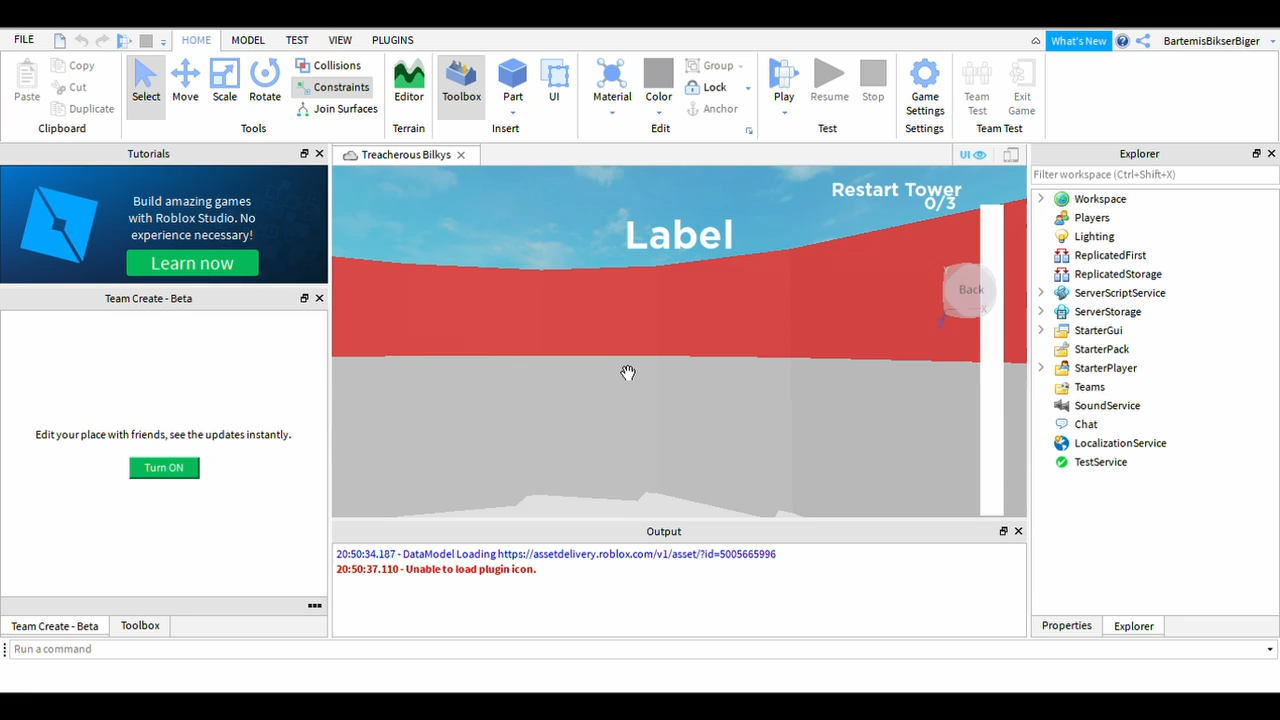 FILE HOME MODEL TEST VIEW PLUGINS What's New BartemisBikserBiger
Paste Copy Cut Duplicate
Clipboard
Select Move Scale Rotate Collisions Constraints Join Surfaces
Tools
Editor
Terrain
Toolbox Part UI
Insert
Material Color Group Lock Anchor
Edit
Play Resume Stop
Test
Game Settings
Settings
Team Test Exit Game
Team Test
Tutorials
Build amazing games
with Roblox Studio. No
experience necessary!
Learn now
Team Create - Beta
Edit your place with friends, see the updates instantly.
Turn ON
Team Create - Beta Toolbox
Treacherous Bilkys
UI
Restart Tower
0/3
Label
Back
X
Output
20:50:34.187 - DataModel Loading https://assetdelivery.roblox.com/v1/asset/?id=5005665996
20:50:37.110 - Unable to load plugin icon.
Explorer
Filter workspace (Ctrl+Shift+X)
Workspace
Players
Lighting
ReplicatedFirst
ReplicatedStorage
ServerScriptService
ServerStorage
StarterGui
StarterPack
StarterPlayer
Teams
SoundService
Chat
LocalizationService
TestService
Properties Explorer
Run a command